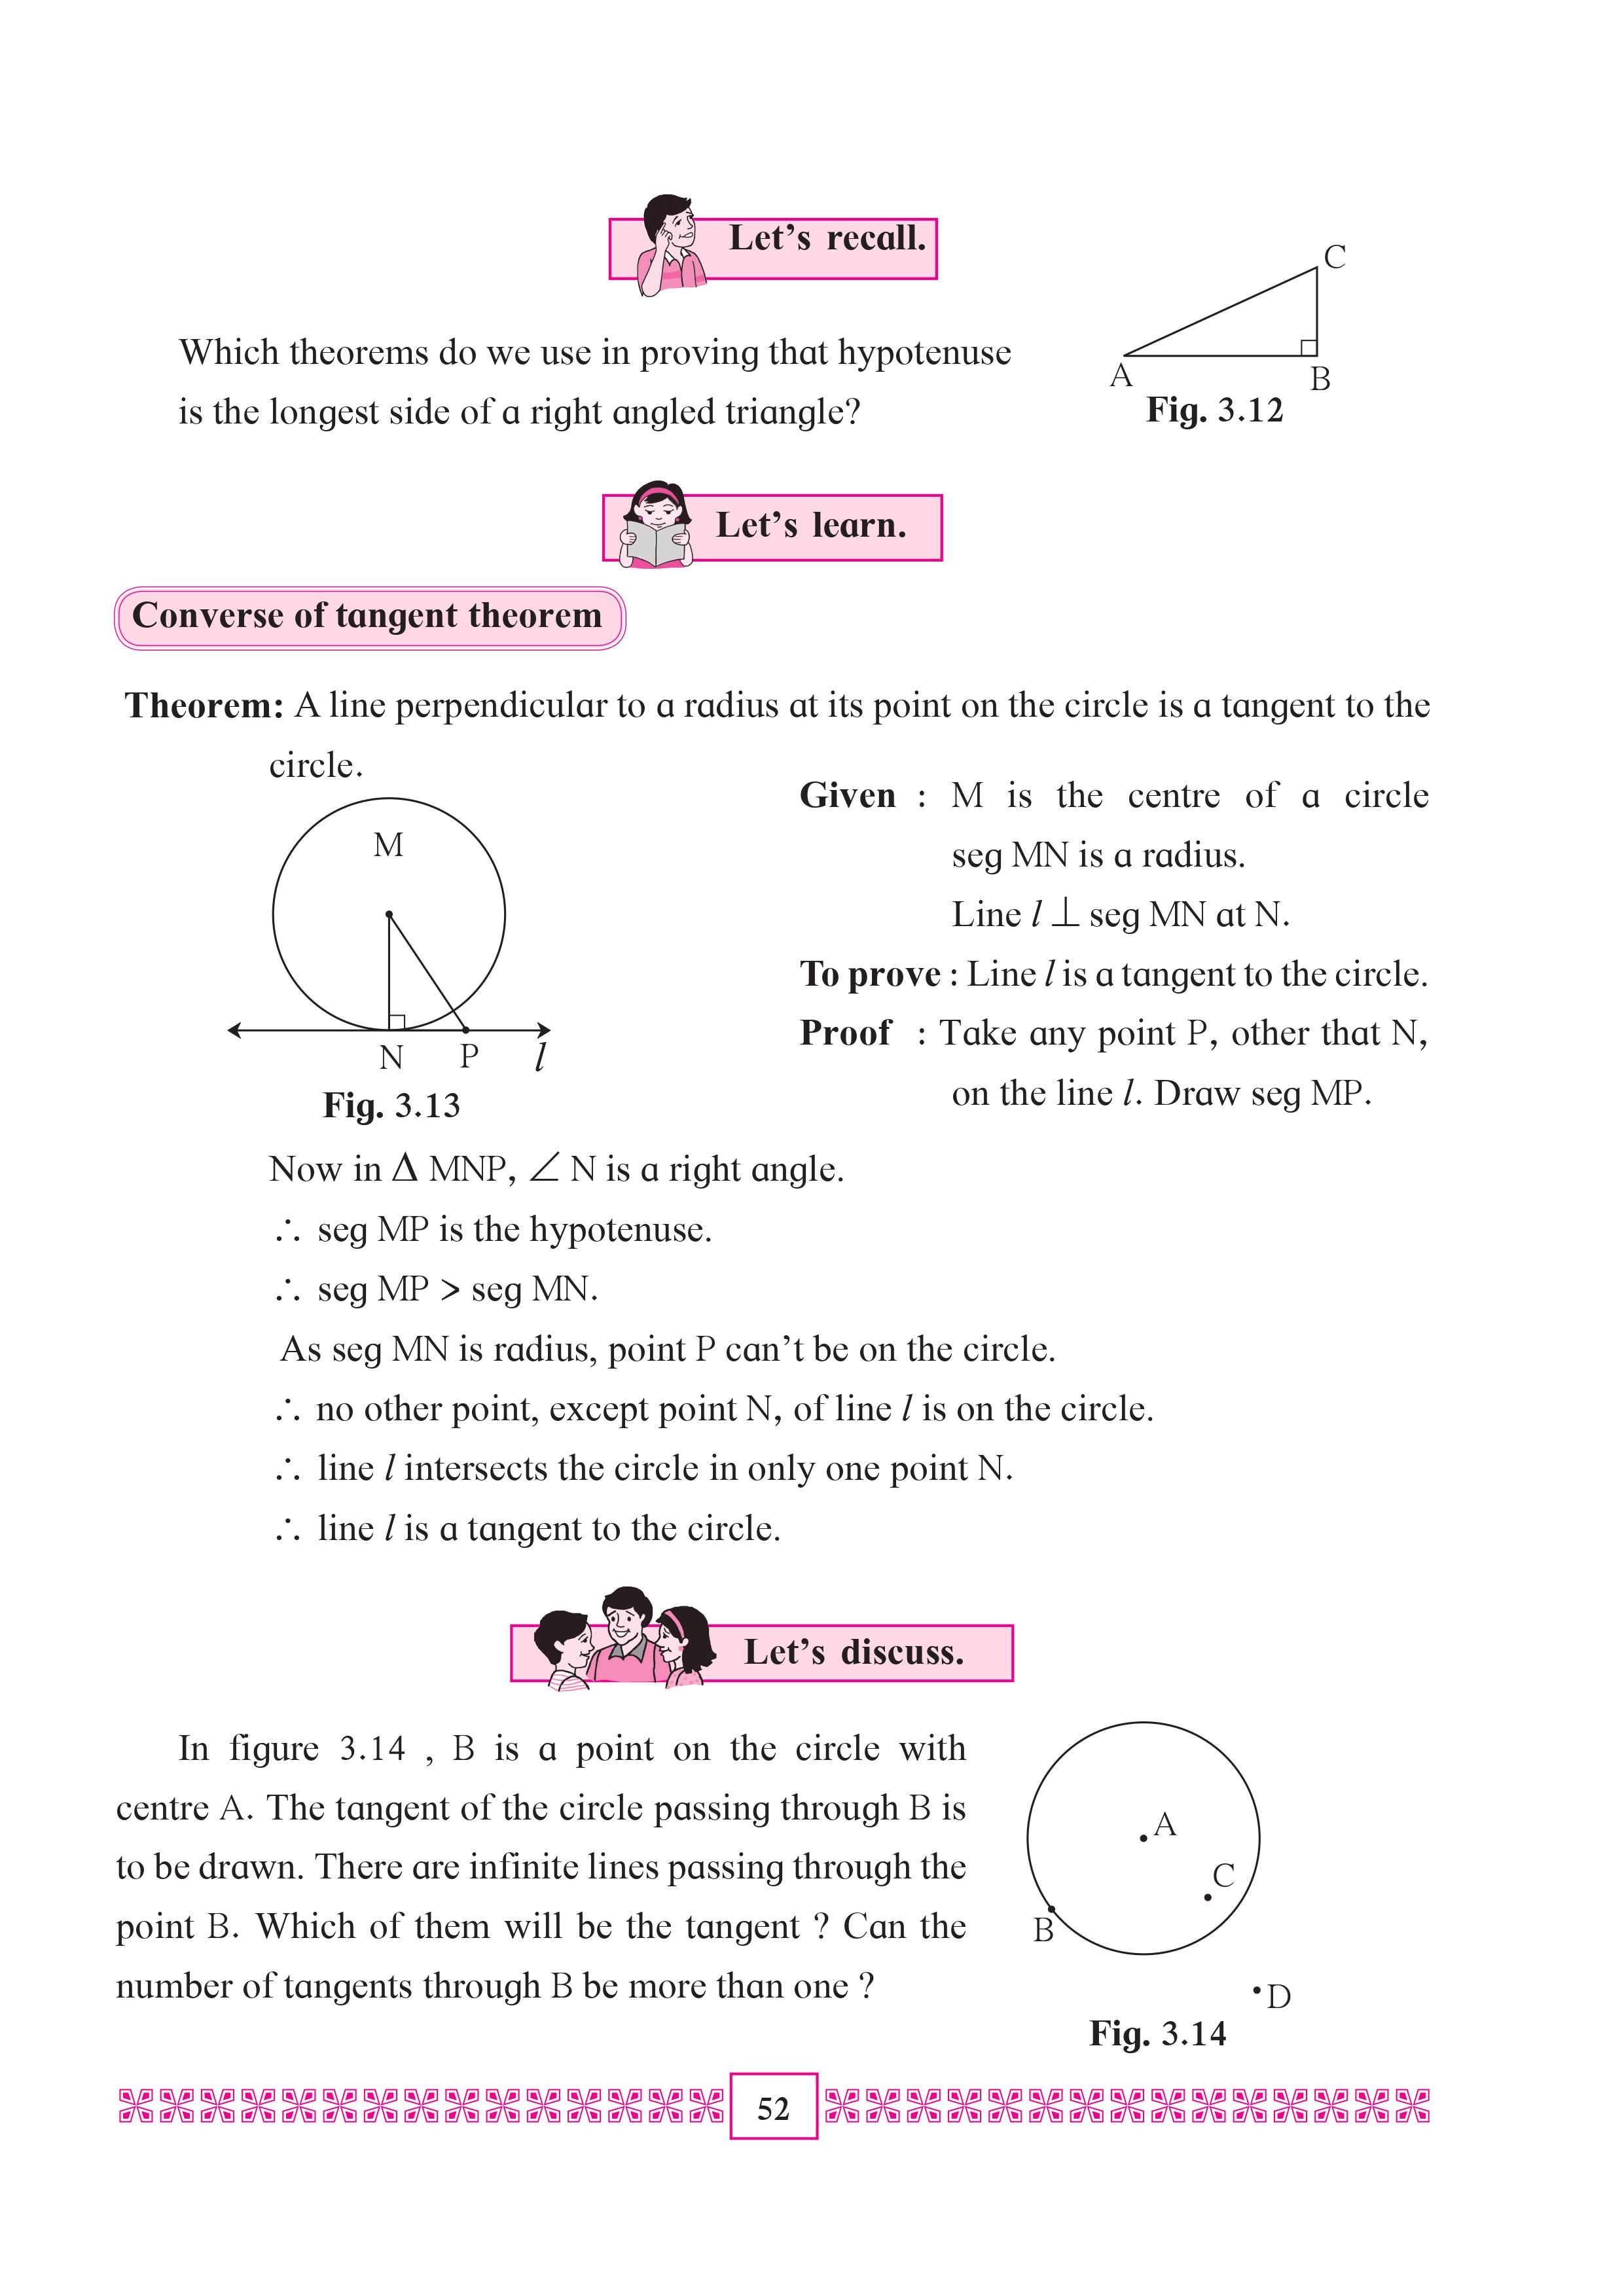 Let’s recall.
Which theorems do we use in proving that hypotenuse
is the longest side of a right angled triangle?
C
A
B
Fig. 3.12
Let’s learn.
Converse of tangent theorem
Theorem: A line perpendicular to a radius at its point on the circle is a tangent to the
circle.
M
N P l
Fig. 3.13
Given : M is the centre of a circle
seg MN is a radius.
Line l ⊥ seg MN at N.
To prove : Line l is a tangent to the circle.
Proof : Take any point P, other that N,
on the line l. Draw seg MP.
Now in Δ MNP, ∠ N is a right angle.
∴ seg MP is the hypotenuse.
∴ seg MP > seg MN.
As seg MN is radius, point P can’t be on the circle.
∴ no other point, except point N, of line l is on the circle.
∴ line l intersects the circle in only one point N.
∴ line l is a tangent to the circle.
Let’s discuss.
In figure 3.14 , B is a point on the circle with
centre A. The tangent of the circle passing through B is
to be drawn. There are infinite lines passing through the
point B. Which of them will be the tangent ? Can the
number of tangents through B be more than one ?
A
C
B
D
Fig. 3.14
52